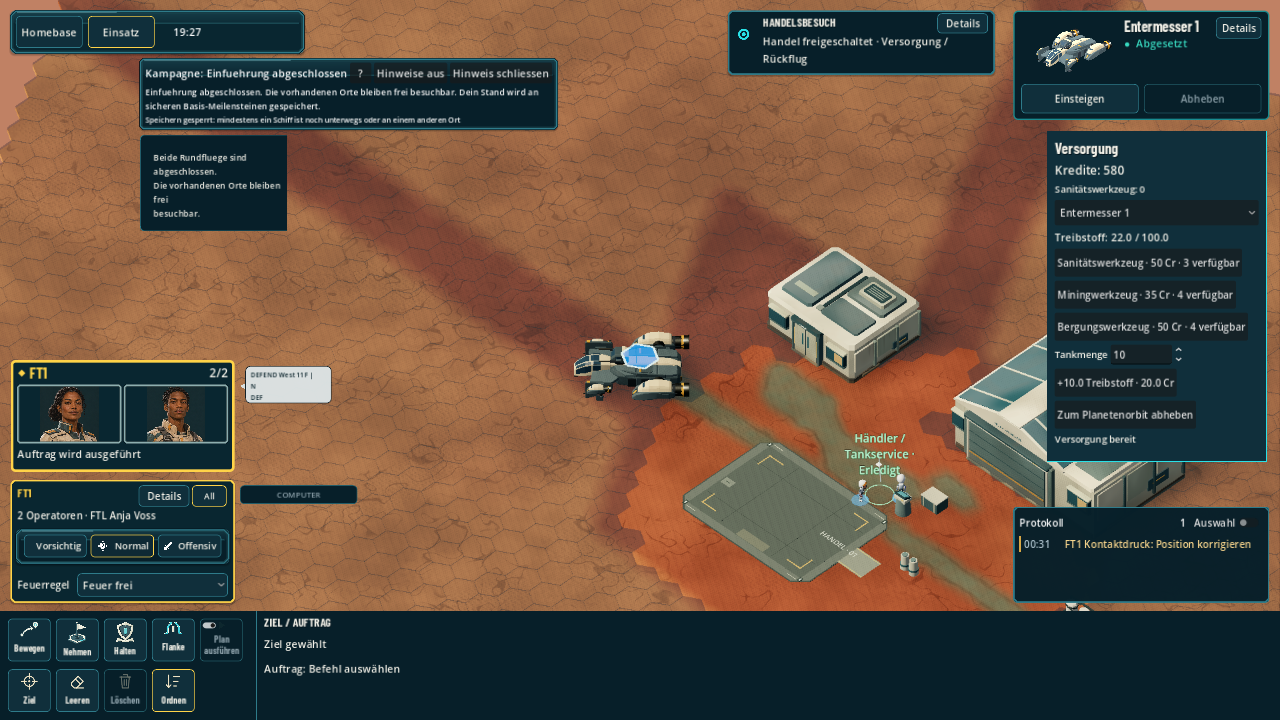 Homebase
Einsatz
19:27
Kampagne: Einfuehrung abgeschlossen
?
Hinweise aus
Hinweis schliessen
Einfuehrung abgeschlossen. Die vorhandenen Orte bleiben frei besuchbar. Dein Stand wird an
sicheren Basis-Meilensteinen gespeichert.
Speichern gesperrt: mindestens ein Schiff ist noch unterwegs oder an einem anderen Ort
Beide Rundfluege sind
abgeschlossen.
Die vorhandenen Orte bleiben
frei
besuchbar.
HANDELSBESUCH
Details
Handel freigeschaltet · Versorgung /
Rückflug
Entermesser 1
Details
Abgesetzt
Einsteigen
Abheben
Versorgung
Kredite: 580
Sanitätswerkzeug: 0
Entermesser 1
Treibstoff: 22.0 / 100.0
Sanitätswerkzeug · 50 Cr · 3 verfügbar
Miningwerkzeug · 35 Cr · 4 verfügbar
Bergungswerkzeug · 50 Cr · 4 verfügbar
Tankmenge 10
+10.0 Treibstoff · 20.0 Cr
Zum Planetenorbit abheben
Versorgung bereit
Händler /
Tankservice ·
Erledigt
HANDEL 01
FT1
2/2
Auftrag wird ausgeführt
DEFEND West 11F |
N
DEF
FT1
Details
All
2 Operatoren · FTL Anja Voss
Vorsichtig
Normal
Offensiv
Feuerregel
Feuer frei
COMPUTER
Protokoll
1 Auswahl
00:31 FT1 Kontaktdruck: Position korrigieren
Bewegen
Nehmen
Halten
Flanke
Plan
ausführen
Ziel
Leeren
Löschen
Ordnen
ZIEL / AUFTRAG
Ziel gewählt
Auftrag: Befehl auswählen